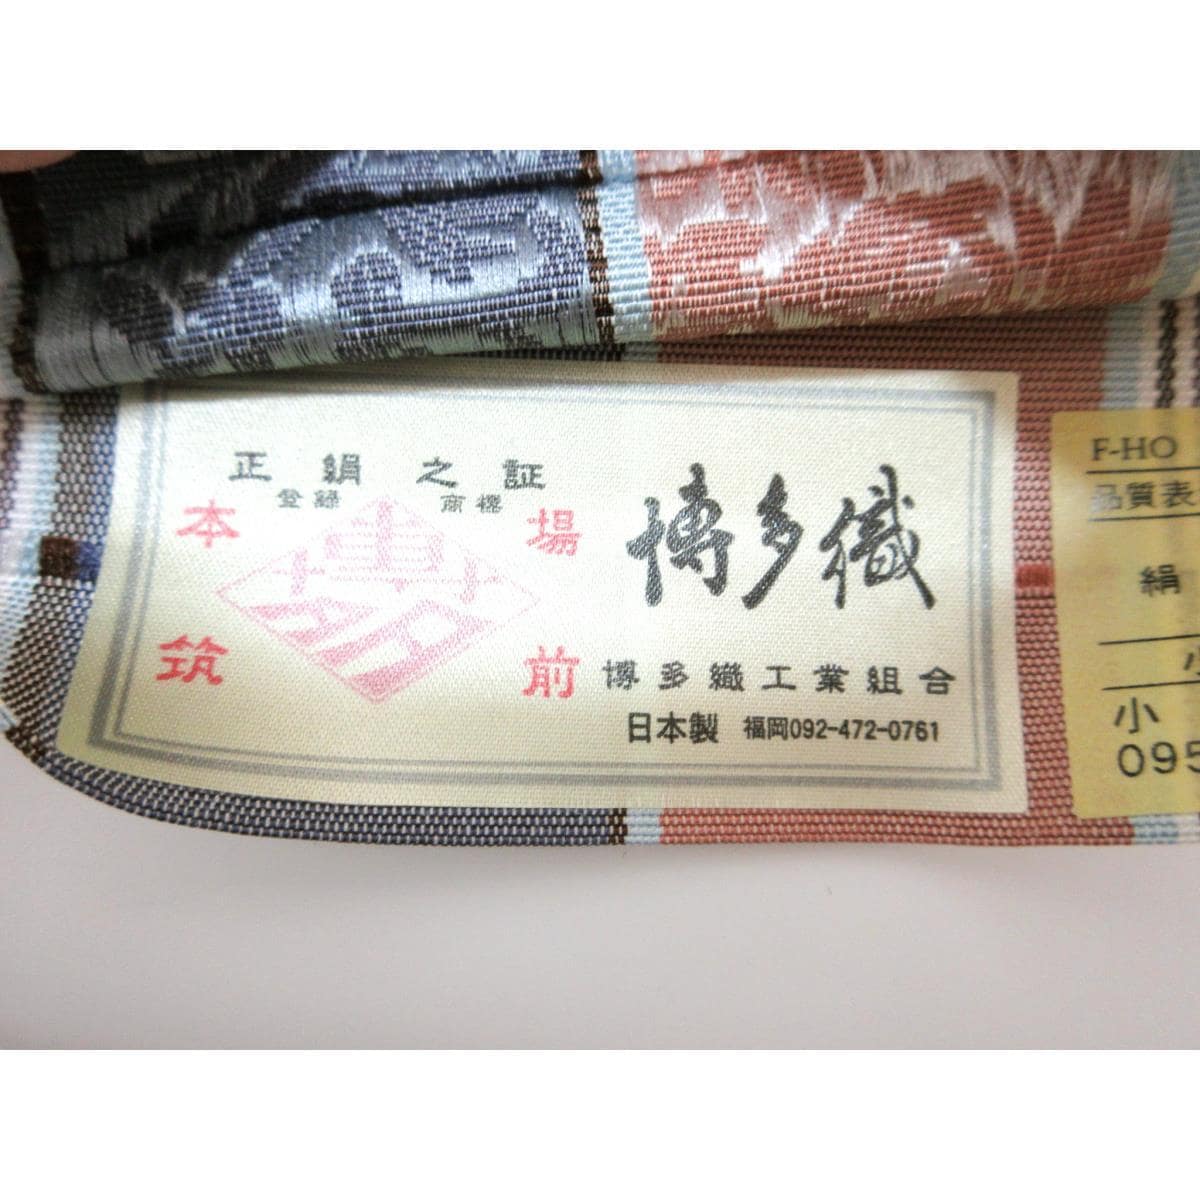 正絹之証
登録 商標
本場
筑前
博多織
博多織工業組合
日本製 福岡092-472-0761
F-HO
品質表
絹
小
095